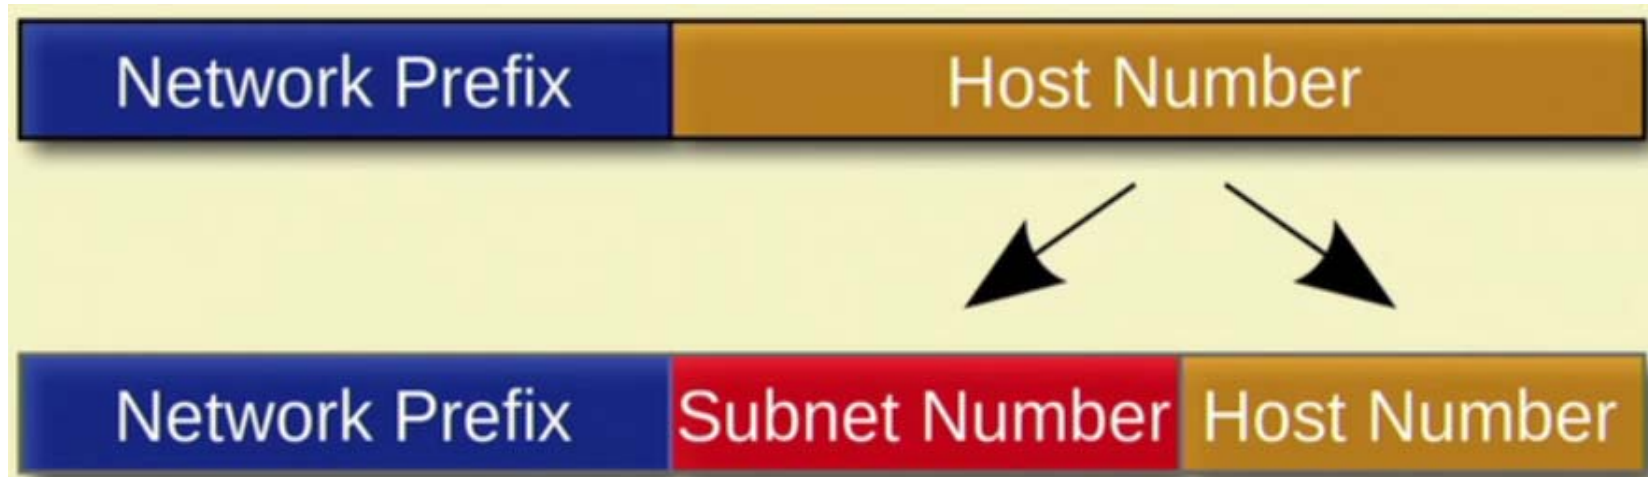 Network Prefix Host Number
Network Prefix Subnet Number Host Number